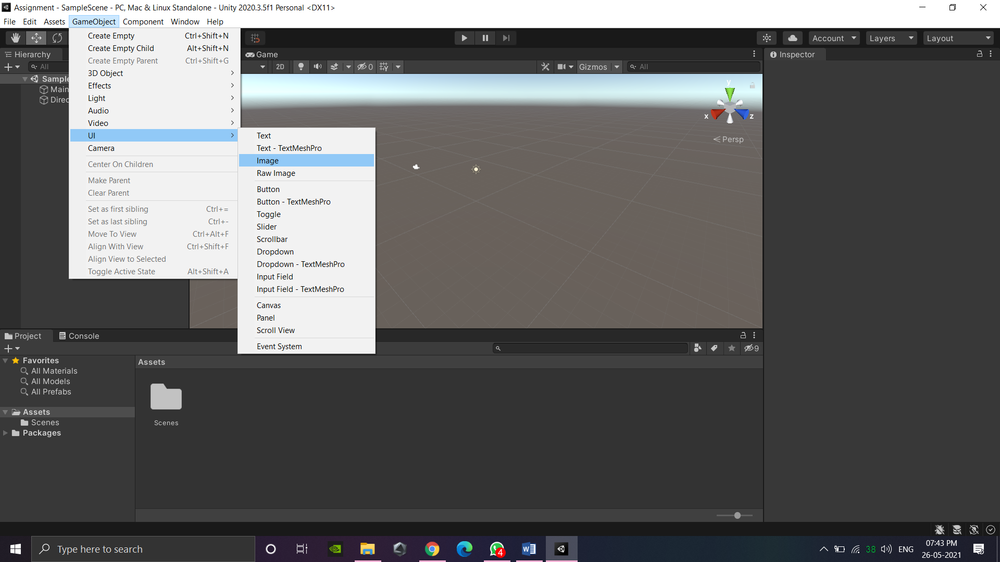 Assignment - SampleScene - PC, Mac & Linux Standalone - Unity 2020.3.5f1 Personal <DX11>
File Edit Assets GameObject Component Window Help
Account Layers Layout
Create Empty Ctrl+Shift+N
Create Empty Child Alt+Shift+N
Create Empty Parent Ctrl+Shift+G
3D Object
Effects
Light
Audio
Video
UI
Camera
Center On Children
Make Parent
Clear Parent
Set as first sibling Ctrl+=
Set as last sibling Ctrl+-
Move To View Ctrl+Alt+F
Align With View Ctrl+Shift+F
Align View to Selected
Toggle Active State Alt+Shift+A
Text
Text - TextMeshPro
Image
Raw Image
Button
Button - TextMeshPro
Toggle
Slider
Scrollbar
Dropdown
Dropdown - TextMeshPro
Input Field
Input Field - TextMeshPro
Canvas
Panel
Scroll View
Event System
Hierarchy
All
Sample
Main
Direc
Game
2D 0 Gizmos All
y
x z
Persp
Inspector
Project Console
9
Favorites
All Materials
All Models
All Prefabs
Assets
Scenes
Packages
Assets
Scenes
Type here to search
4
38 ENG
07:43 PM
26-05-2021